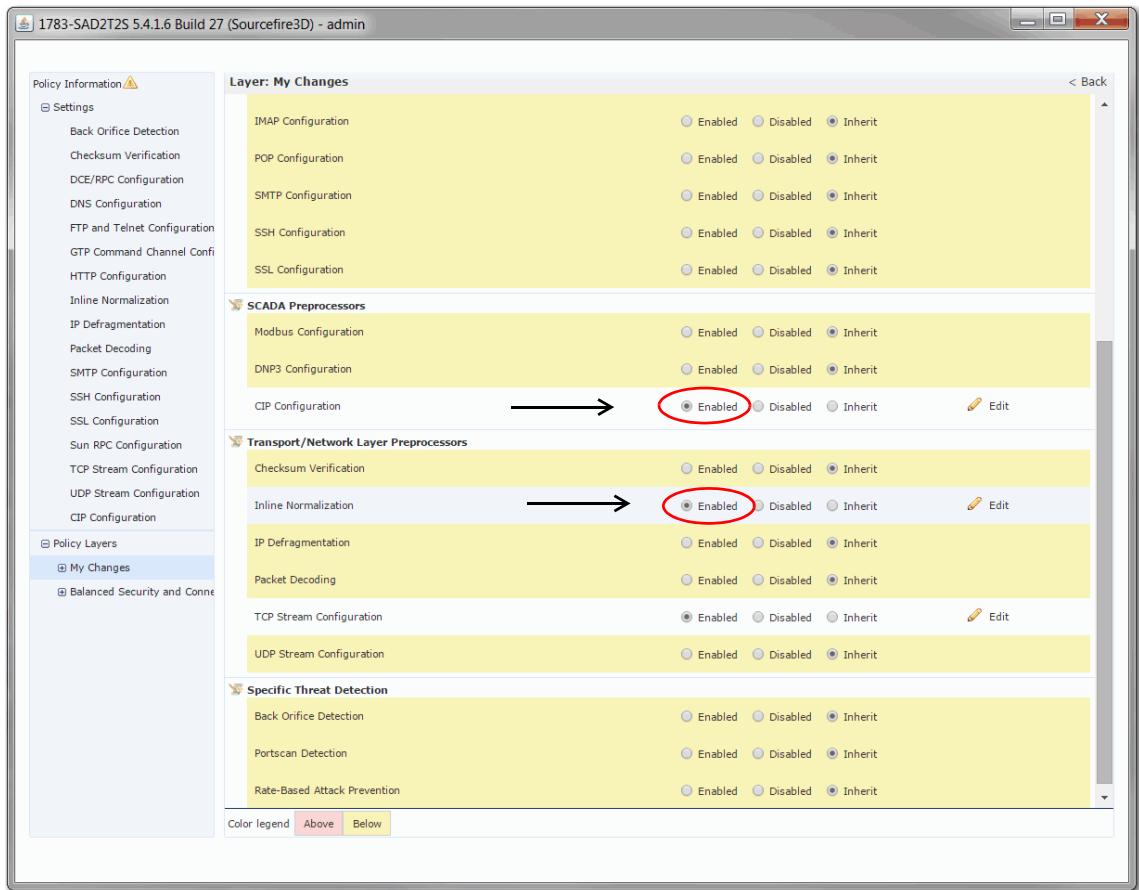 1783-SAD2T2S 5.4.1.6 Build 27 (Sourcefire3D) - admin
Policy Information
Settings
Back Orifice Detection
Checksum Verification
DCE/RPC Configuration
DNS Configuration
FTP and Telnet Configuration
GTP Command Channel Confi
HTTP Configuration
Inline Normalization
IP Defragmentation
Packet Decoding
SMTP Configuration
SSH Configuration
SSL Configuration
Sun RPC Configuration
TCP Stream Configuration
UDP Stream Configuration
CIP Configuration
Policy Layers
My Changes
Balanced Security and Conne
Layer: My Changes < Back
IMAP Configuration Enabled Disabled Inherit
POP Configuration Enabled Disabled Inherit
SMTP Configuration Enabled Disabled Inherit
SSH Configuration Enabled Disabled Inherit
SSL Configuration Enabled Disabled Inherit
SCADA Preprocessors
Modbus Configuration Enabled Disabled Inherit
DNP3 Configuration Enabled Disabled Inherit
CIP Configuration Enabled Disabled Inherit Edit
Transport/Network Layer Preprocessors
Checksum Verification Enabled Disabled Inherit
Inline Normalization Enabled Disabled Inherit Edit
IP Defragmentation Enabled Disabled Inherit
Packet Decoding Enabled Disabled Inherit
TCP Stream Configuration Enabled Disabled Inherit Edit
UDP Stream Configuration Enabled Disabled Inherit
Specific Threat Detection
Back Orifice Detection Enabled Disabled Inherit
Portscan Detection Enabled Disabled Inherit
Rate-Based Attack Prevention Enabled Disabled Inherit
Color legend Above Below